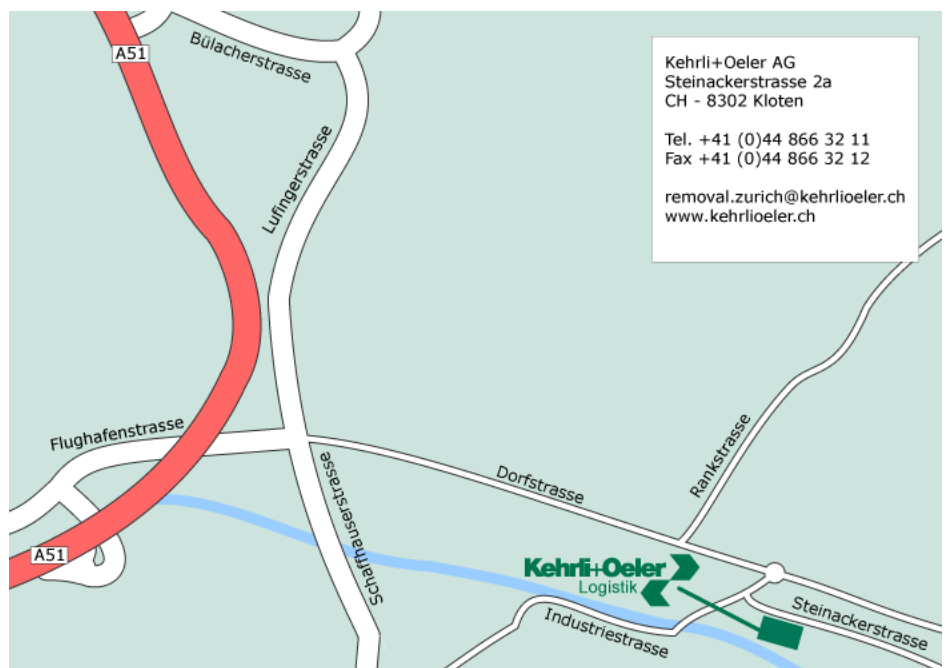 A51
Bülacherstrasse
Kehrli+Oeler AG
Steinackerstrasse 2a
CH - 8302 Kloten
Tel. +41 (0)44 866 32 11
Fax +41 (0)44 866 32 12
removal.zurich@kehrlioeler.ch
www.kehrlioeler.ch
Lufingerstrasse
Flughafenstrasse
Schaffhauserstrasse
Dorfstrasse
Rankstrasse
A51
Kehrli+Oeler
Logistik
Industriestrasse
Steinackerstrasse